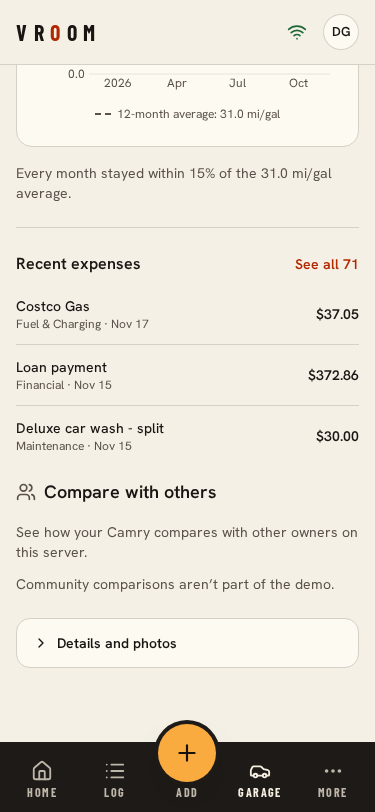 VROOM
DG
0.0
2026 Apr Jul Oct
12-month average: 31.0 mi/gal
Every month stayed within 15% of the 31.0 mi/gal
average.
Recent expenses
See all 71
Costco Gas
Fuel & Charging · Nov 17
$37.05
Loan payment
Financial · Nov 15
$372.86
Deluxe car wash - split
Maintenance · Nov 15
$30.00
Compare with others
See how your Camry compares with other owners on
this server.
Community comparisons aren’t part of the demo.
Details and photos
HOME LOG ADD GARAGE MORE